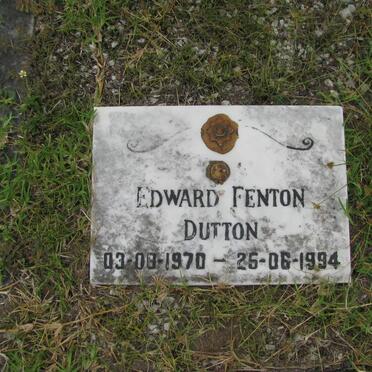 EDWARD FENTON
DUTTON
03-08-1970 – 25-06-1994